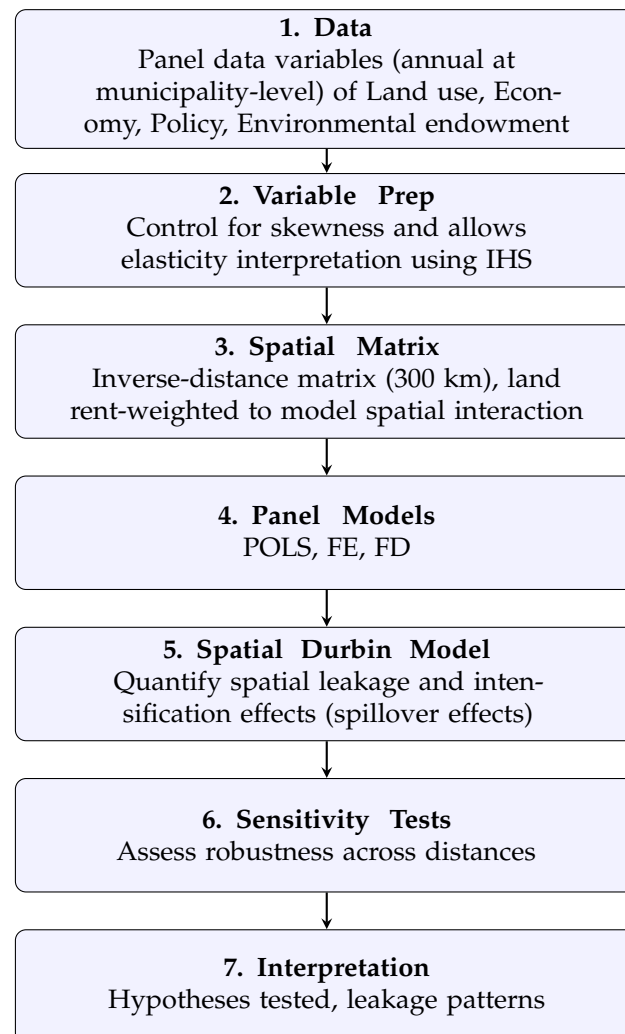 1. Data
Panel data variables (annual at
municipality-level) of Land use, Econ-
omy, Policy, Environmental endowment
2. Variable Prep
Control for skewness and allows
elasticity interpretation using IHS
3. Spatial Matrix
Inverse-distance matrix (300 km), land
rent-weighted to model spatial interaction
4. Panel Models
POLS, FE, FD
5. Spatial Durbin Model
Quantify spatial leakage and inten-
sification effects (spillover effects)
6. Sensitivity Tests
Assess robustness across distances
7. Interpretation
Hypotheses tested, leakage patterns